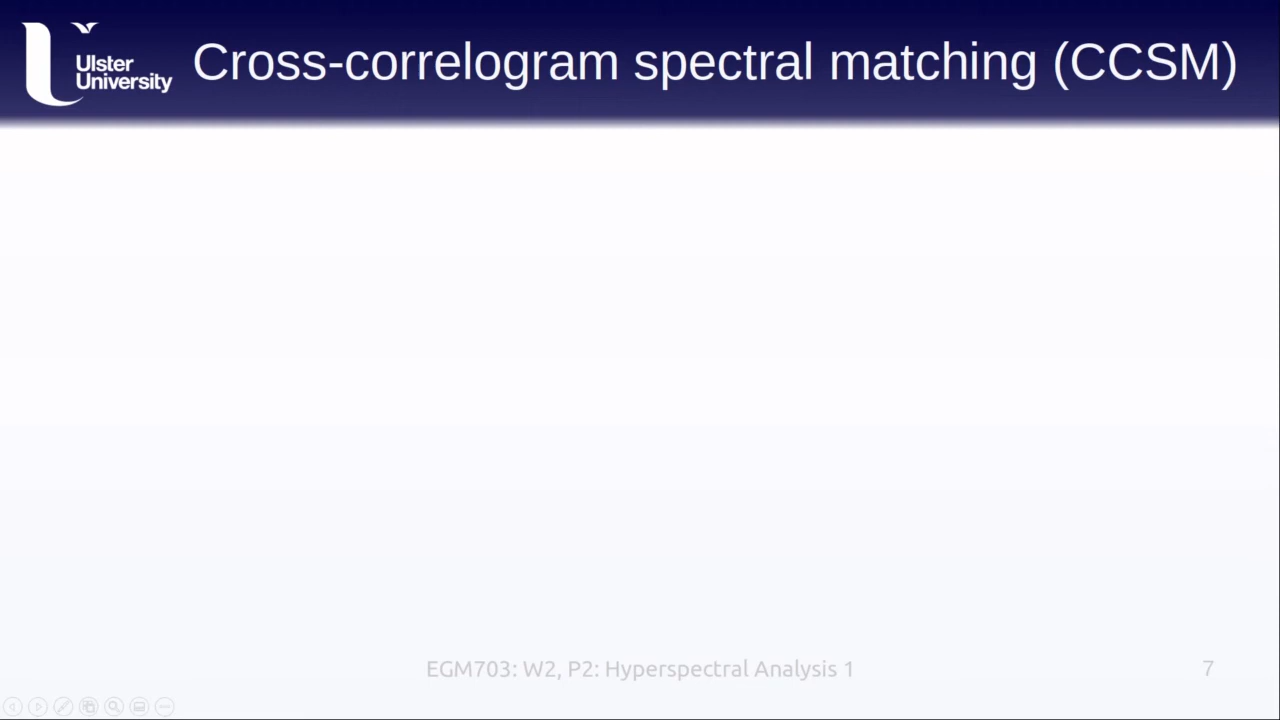 Ulster
University
Cross-correlogram spectral matching (CCSM)
EGM703: W2, P2: Hyperspectral Analysis 1
7